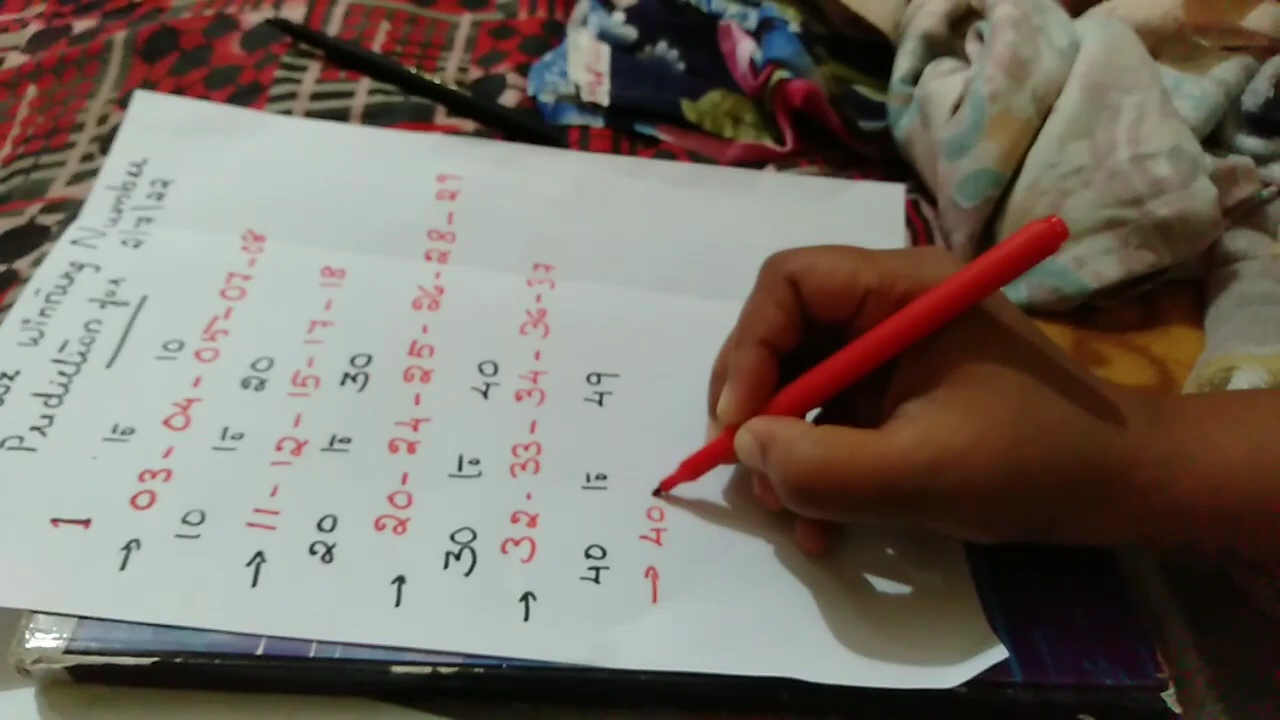 Winning Number
Prediction for 2/7/22
1 to 10
→ 03-04-05-07-08
10 to 20
→ 11-12-15-17-18
20 to 30
→ 20-24-25-26-28-29
30 to 40
→ 32-33-34-36-37
40 to 49
→ 40